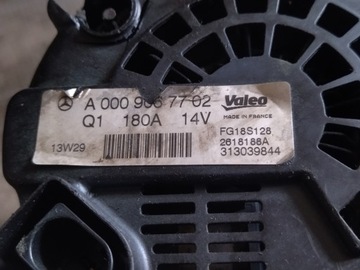 A 000 906 77 02
Valeo
MADE IN FRANCE
Q1 180A 14V
FG18S128
13W29
2618188A
313039844